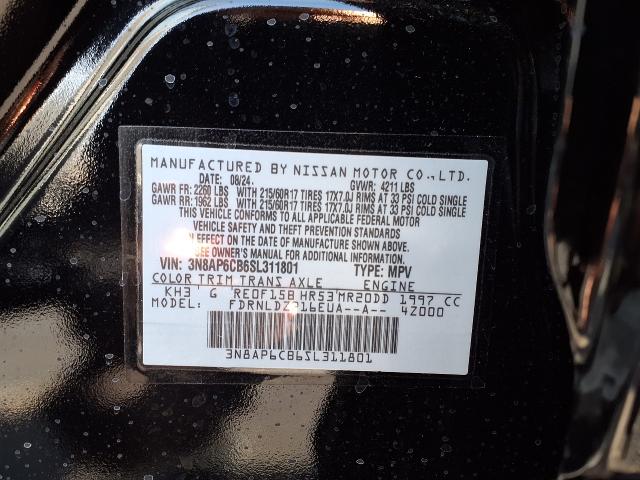 MANUFACTURED BY NISSAN MOTOR CO.,LTD.
DATE: 08/24 GVWR: 4211 LBS
GAWR FR: 2260 LBS WITH 215/60R17 TIRES 17X7.0J RIMS AT 33 PSI COLD SINGLE
GAWR RR: 1962 LBS WITH 215/60R17 TIRES 17X7.0J RIMS AT 33 PSI COLD SINGLE
THIS VEHICLE CONFORMS TO ALL APPLICABLE FEDERAL MOTOR
VEHICLE SAFETY AND THEFT PREVENTION STANDARDS
IN EFFECT ON THE DATE OF MANUFACTURE SHOWN ABOVE.
SEE OWNER'S MANUAL FOR ADDITIONAL INFORMATION.
VIN: 3N8AP6CB6SL311801 TYPE: MPV
COLOR TRIM TRANS AXLE ENGINE
KH3 G RE0F15B HR53 MR20DD 1997 CC
MODEL: 4Z000
3N8AP6CB6SL311801